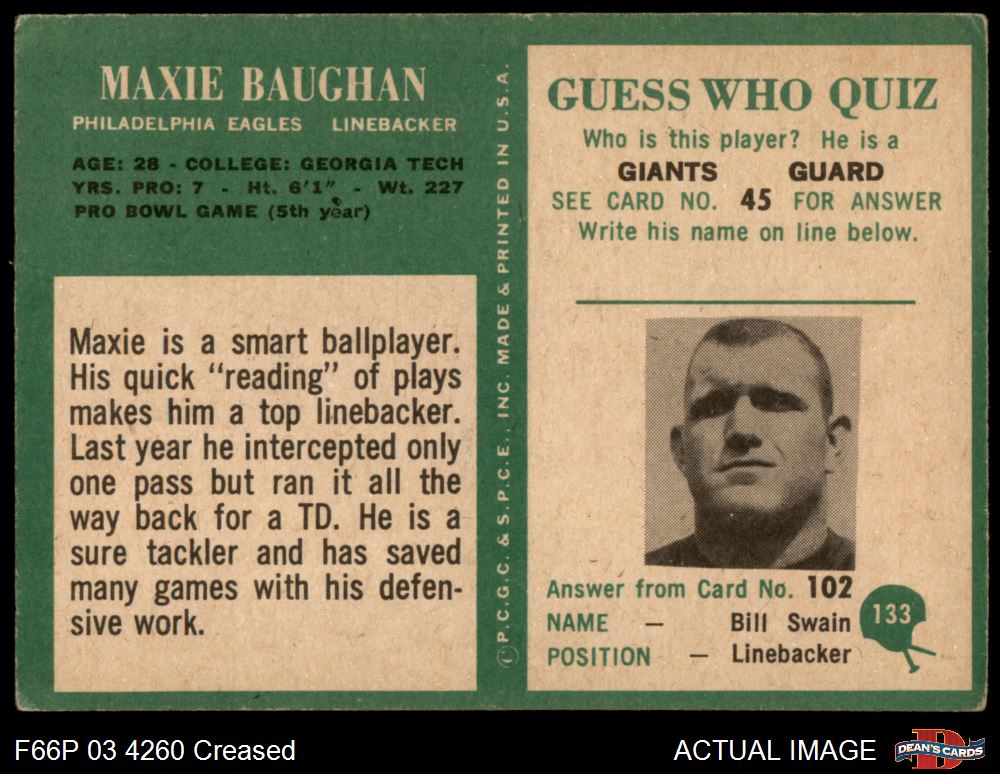 MAXIE BAUGHAN
PHILADELPHIA EAGLES LINEBACKER
AGE: 28 - COLLEGE: GEORGIA TECH
YRS. PRO: 7 - Ht. 6'1" - Wt. 227
PRO BOWL GAME (5th year)
Maxie is a smart ballplayer.
His quick "reading" of plays
makes him a top linebacker.
Last year he intercepted only
one pass but ran it all the
way back for a TD. He is a
sure tackler and has saved
many games with his defen-
sive work.
©P.C.G.C. & S.P.C.E., INC. MADE & PRINTED IN U.S.A.
GUESS WHO QUIZ
Who is this player? He is a
GIANTS GUARD
SEE CARD NO. 45 FOR ANSWER
Write his name on line below.
Answer from Card No. 102
NAME — Bill Swain
POSITION — Linebacker
133
F66P 03 4260 Creased
ACTUAL IMAGE
DEAN'S CARDS